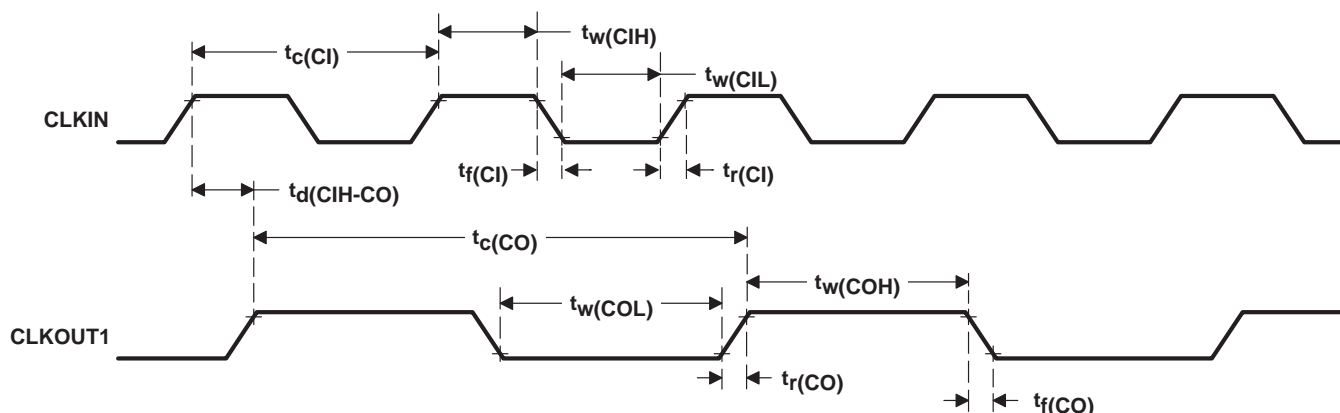 tw(CIH)
tc(CI)
tw(CIL)
CLKIN
tf(CI)
tr(CI)
td(CIH-CO)
tc(CO)
tw(COH)
tw(COL)
CLKOUT1
tr(CO)
tf(CO)